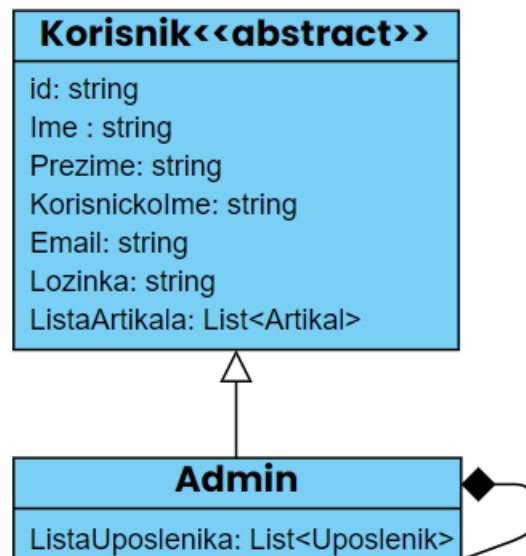 Korisnik<<abstract>>
id: string
Ime : string
Prezime: string
KorisnickoIme: string
Email: string
Lozinka: string
ListaArtikala: List<Artikal>
Admin
ListaUposlenika: List<Uposlenik>